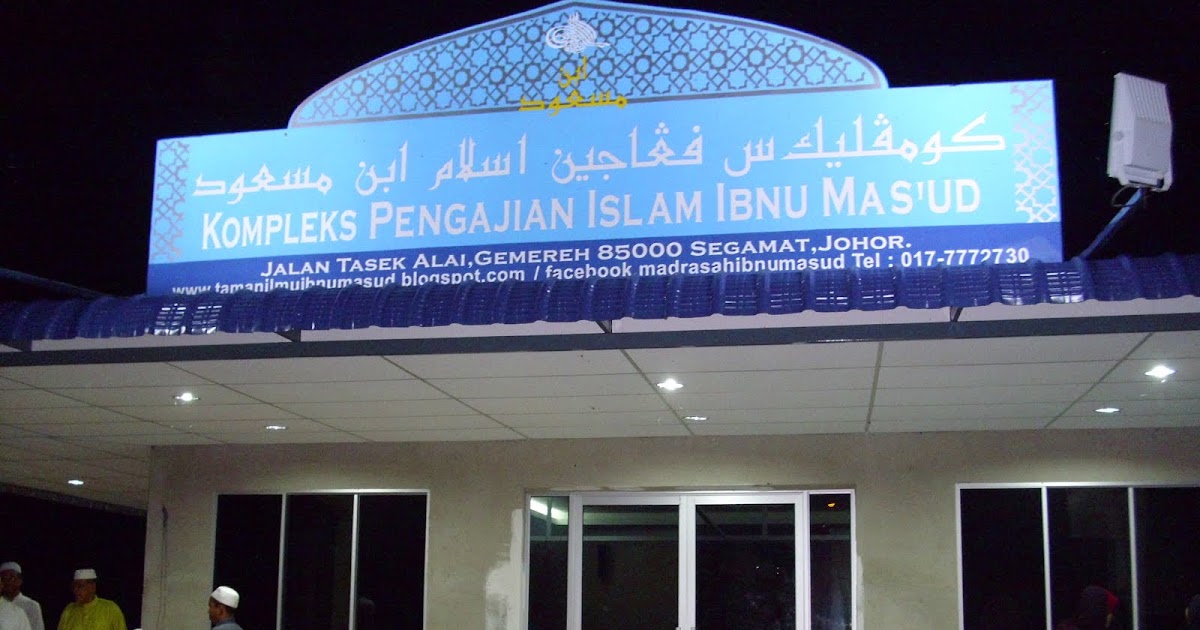 ابن
مسعود
كومڤليک س ڤڠاجين اسلام ابن مسعود
KOMPLEKS PENGAJIAN ISLAM IBNU MAS'UD
JALAN TASEK ALAI,GEMEREH 85000 SEGAMAT,JOHOR.
www.tamanilmuibnumasud.blogspot.com / facebook madrasahibnumasud Tel : 017-7772730